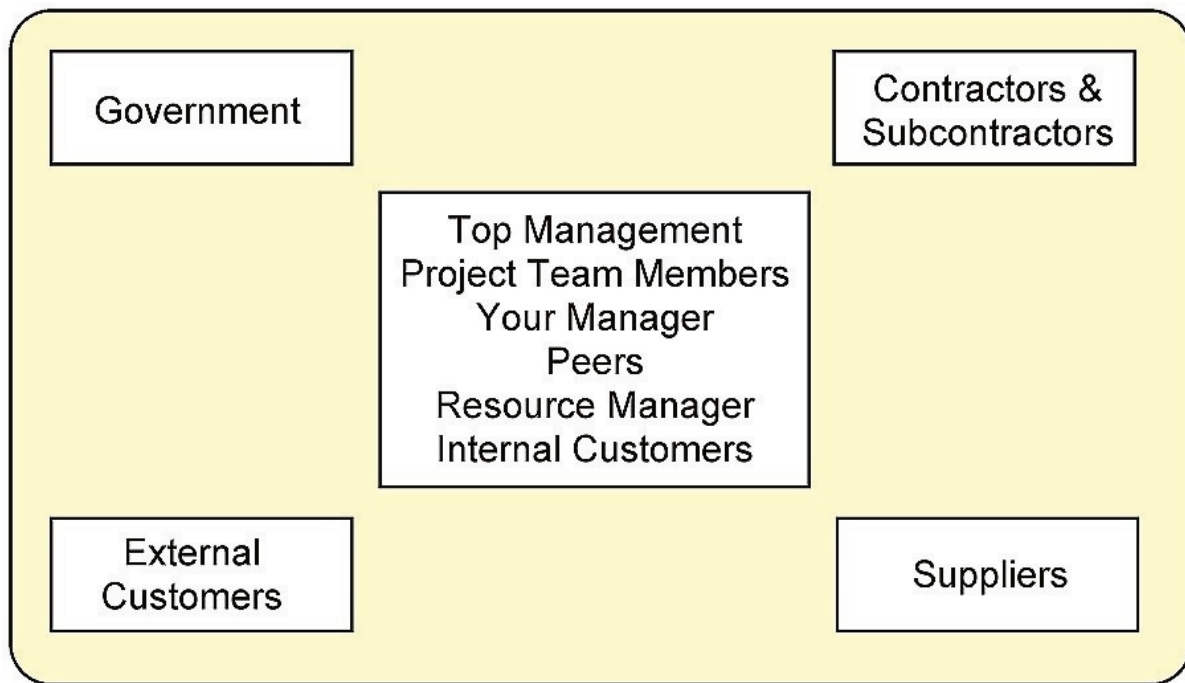 Government
Contractors &
Subcontractors
Top Management
Project Team Members
Your Manager
Peers
Resource Manager
Internal Customers
External
Customers
Suppliers